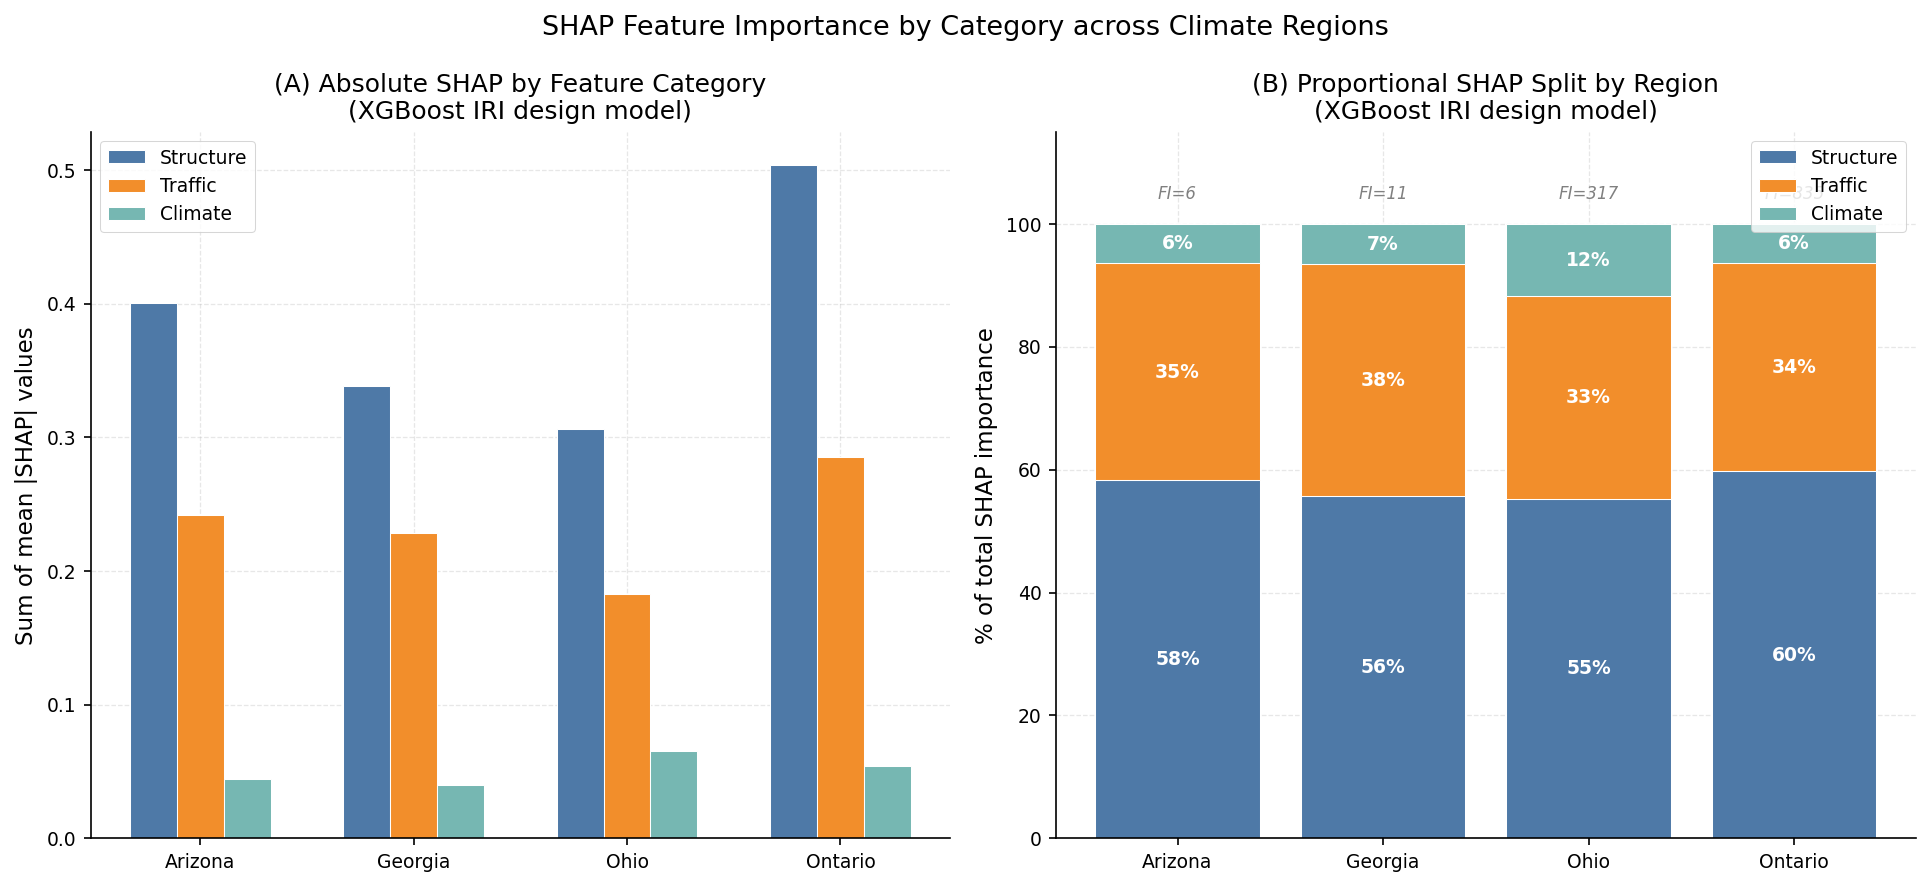 SHAP Feature Importance by Category across Climate Regions
(A) Absolute SHAP by Feature Category
(XGBoost IRI design model)
Structure
Traffic
Climate
Sum of mean |SHAP| values
0.5
0.4
0.3
0.2
0.1
0.0
Arizona
Georgia
Ohio
Ontario
(B) Proportional SHAP Split by Region
(XGBoost IRI design model)
Structure
Traffic
Climate
FI=6
FI=11
FI=317
% of total SHAP importance
100
80
60
40
20
0
6%
7%
12%
6%
35%
38%
33%
34%
58%
56%
55%
60%
Arizona
Georgia
Ohio
Ontario